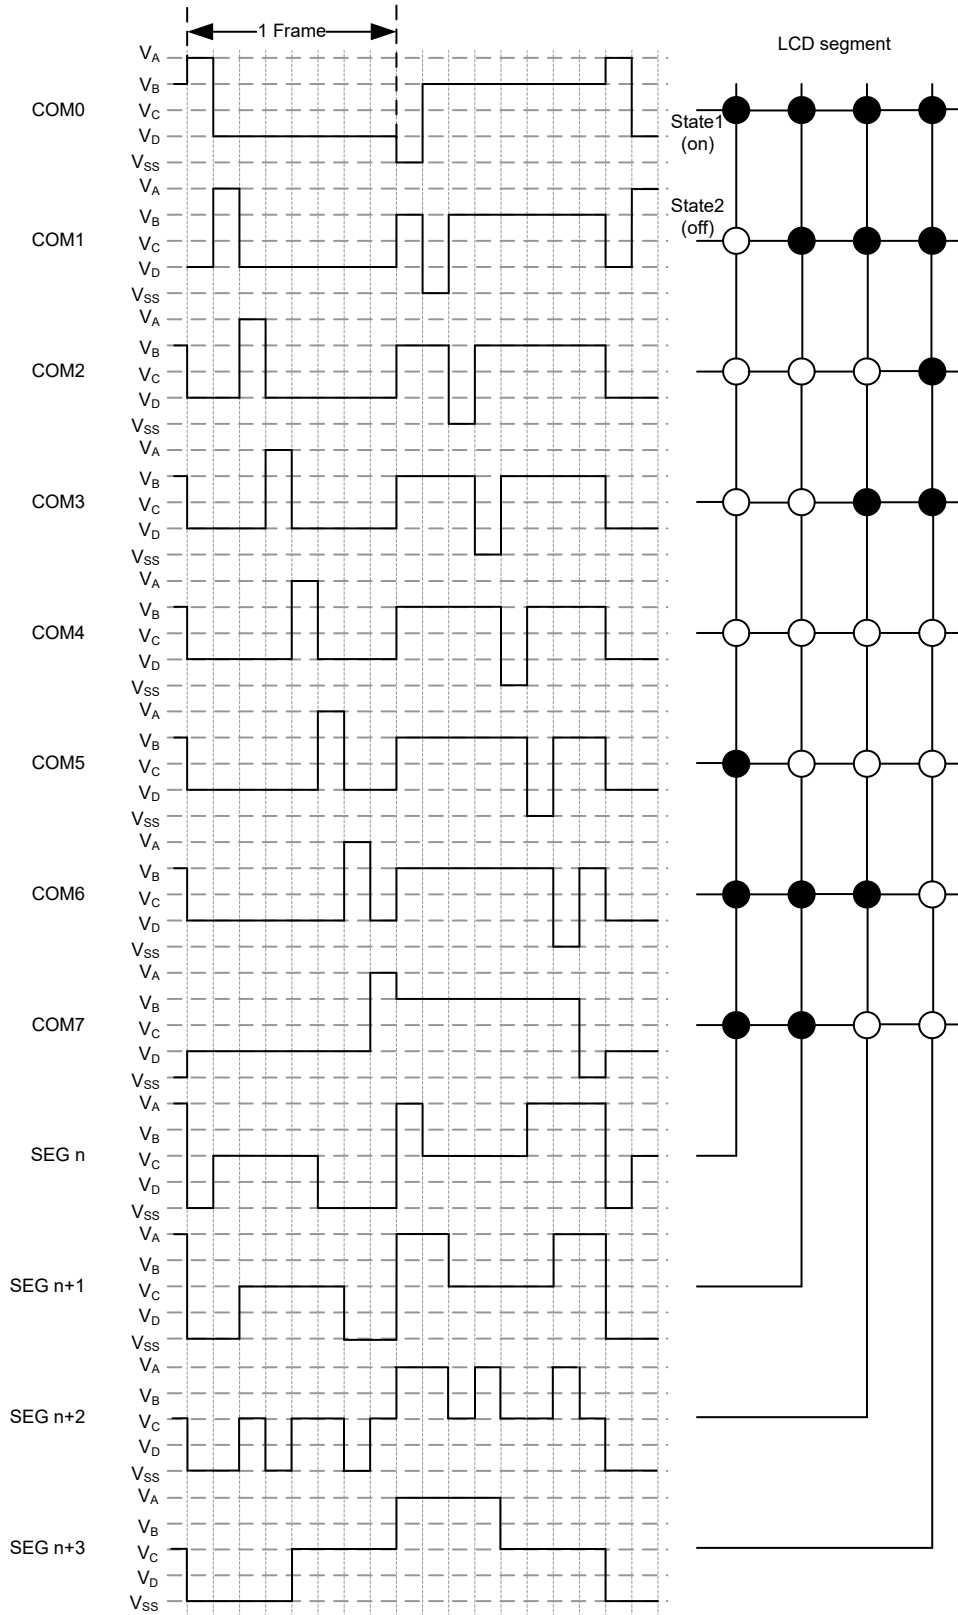 1 Frame
LCD segment
COM0
VA
VB
VC
VD
VSS
State1
(on)
State2
(off)
COM1
VA
VB
VC
VD
VSS
COM2
VA
VB
VC
VD
VSS
COM3
VA
VB
VC
VD
VSS
COM4
VA
VB
VC
VD
VSS
COM5
VA
VB
VC
VD
VSS
COM6
VA
VB
VC
VD
VSS
COM7
VA
VB
VC
VD
VSS
SEG n
VA
VB
VC
VD
VSS
SEG n+1
VA
VB
VC
VD
VSS
SEG n+2
VA
VB
VC
VD
VSS
SEG n+3
VA
VB
VC
VD
VSS